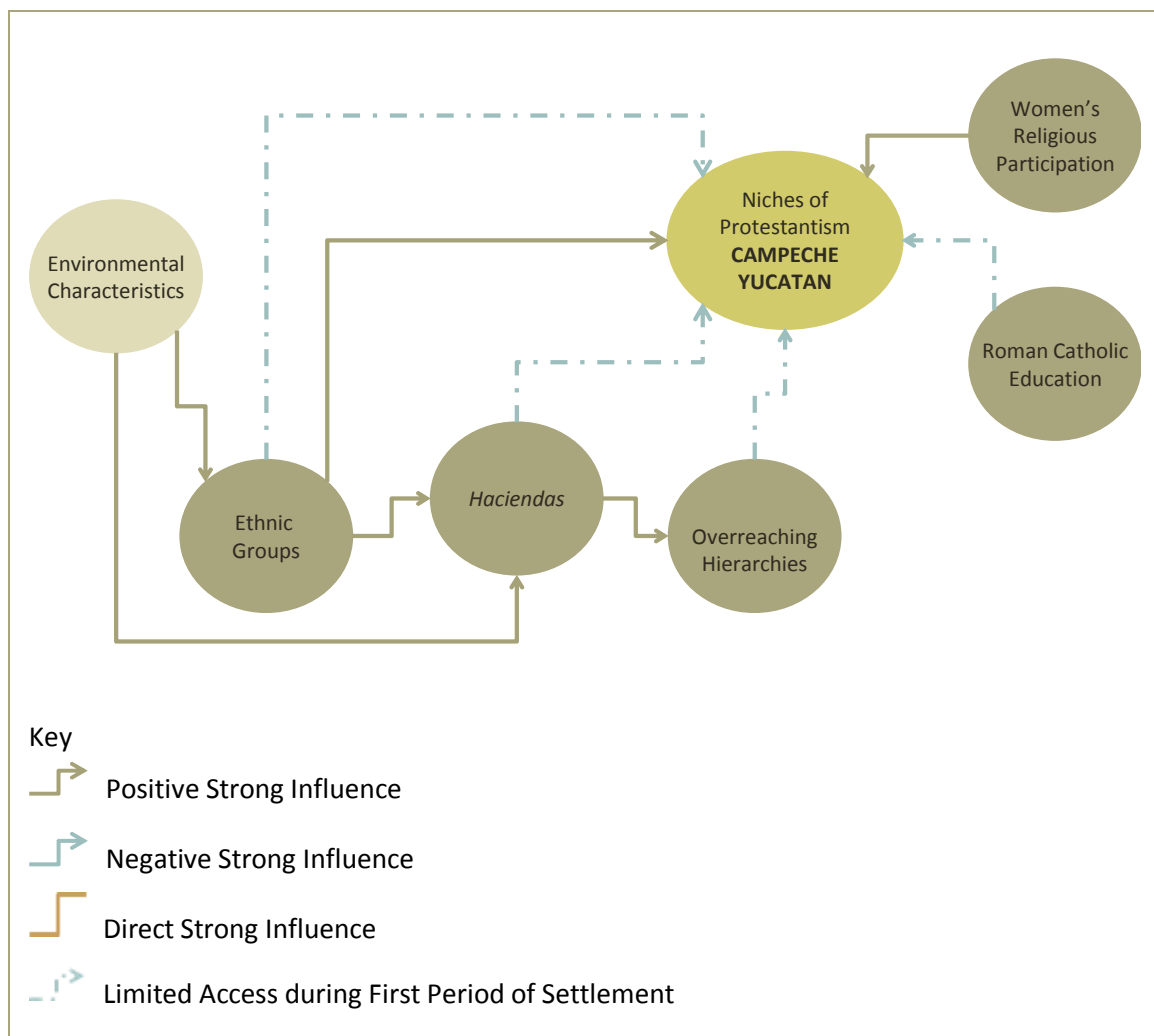 Women's
Religious
Participation
Niches of
Protestantism
CAMPECHE
YUCATAN
Environmental
Characteristics
Roman Catholic
Education
Haciendas
Ethnic
Groups
Overreaching
Hierarchies
Key
Positive Strong Influence
Negative Strong Influence
Direct Strong Influence
Limited Access during First Period of Settlement